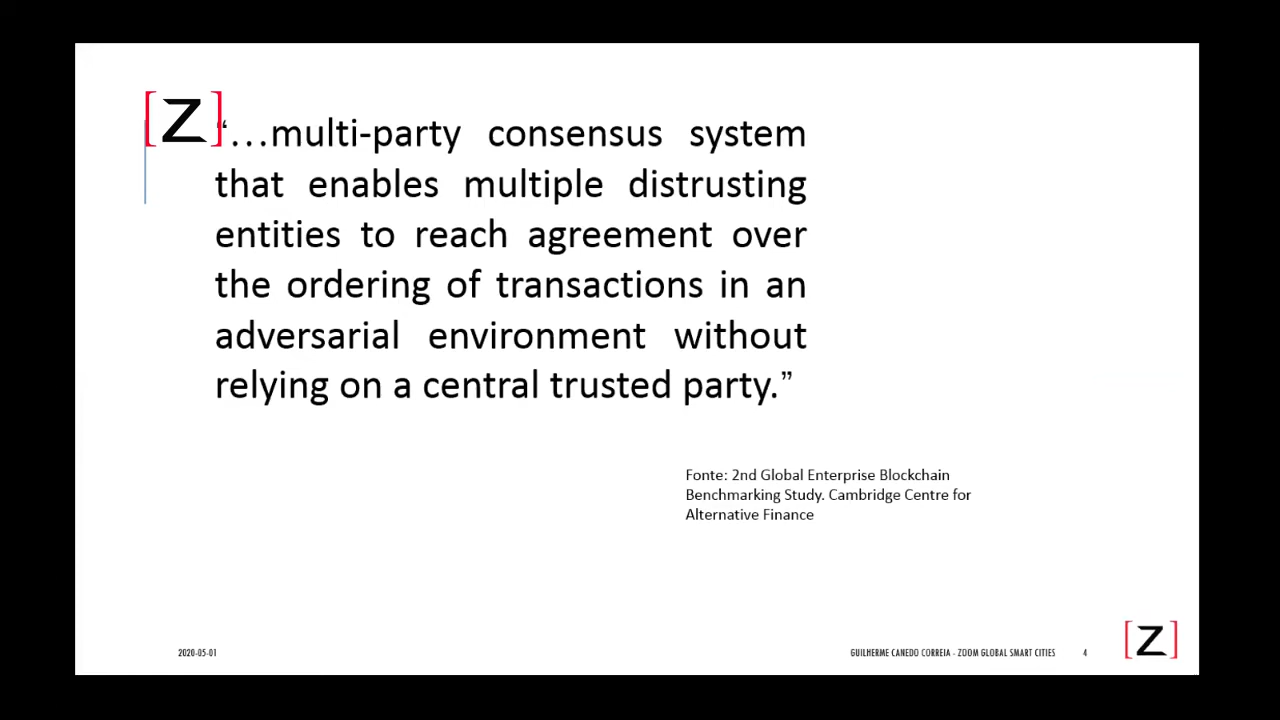 [Z]
“…multi-party consensus system
that enables multiple distrusting
entities to reach agreement over
the ordering of transactions in an
adversarial environment without
relying on a central trusted party.”
Fonte: 2nd Global Enterprise Blockchain
Benchmarking Study. Cambridge Centre for
Alternative Finance
2020-05-01
GUILHERME CANEDO CORREIA - ZOOM GLOBAL SMART CITIES
4
[Z]